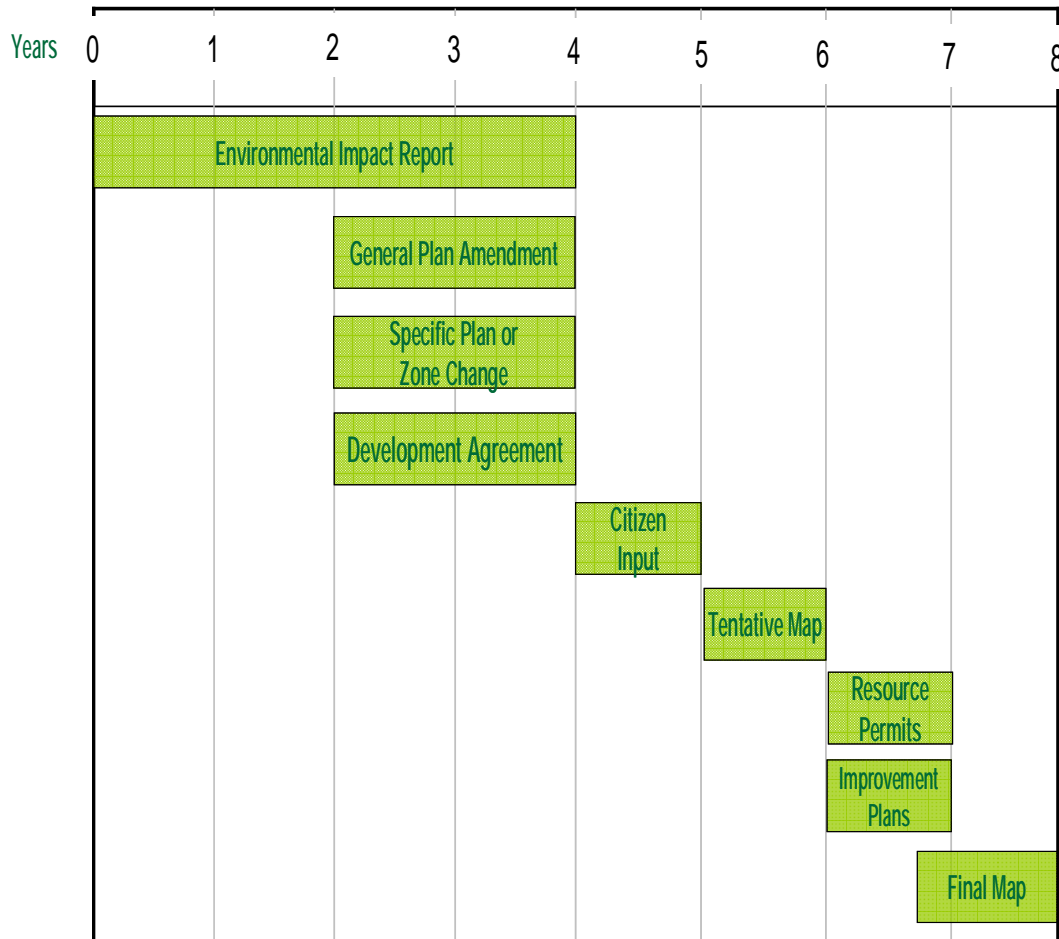 Years 0 1 2 3 4 5 6 7 8
Environmental Impact Report
General Plan Amendment
Specific Plan or
Zone Change
Development Agreement
Citizen
Input
Tentative Map
Resource
Permits
Improvement
Plans
Final Map